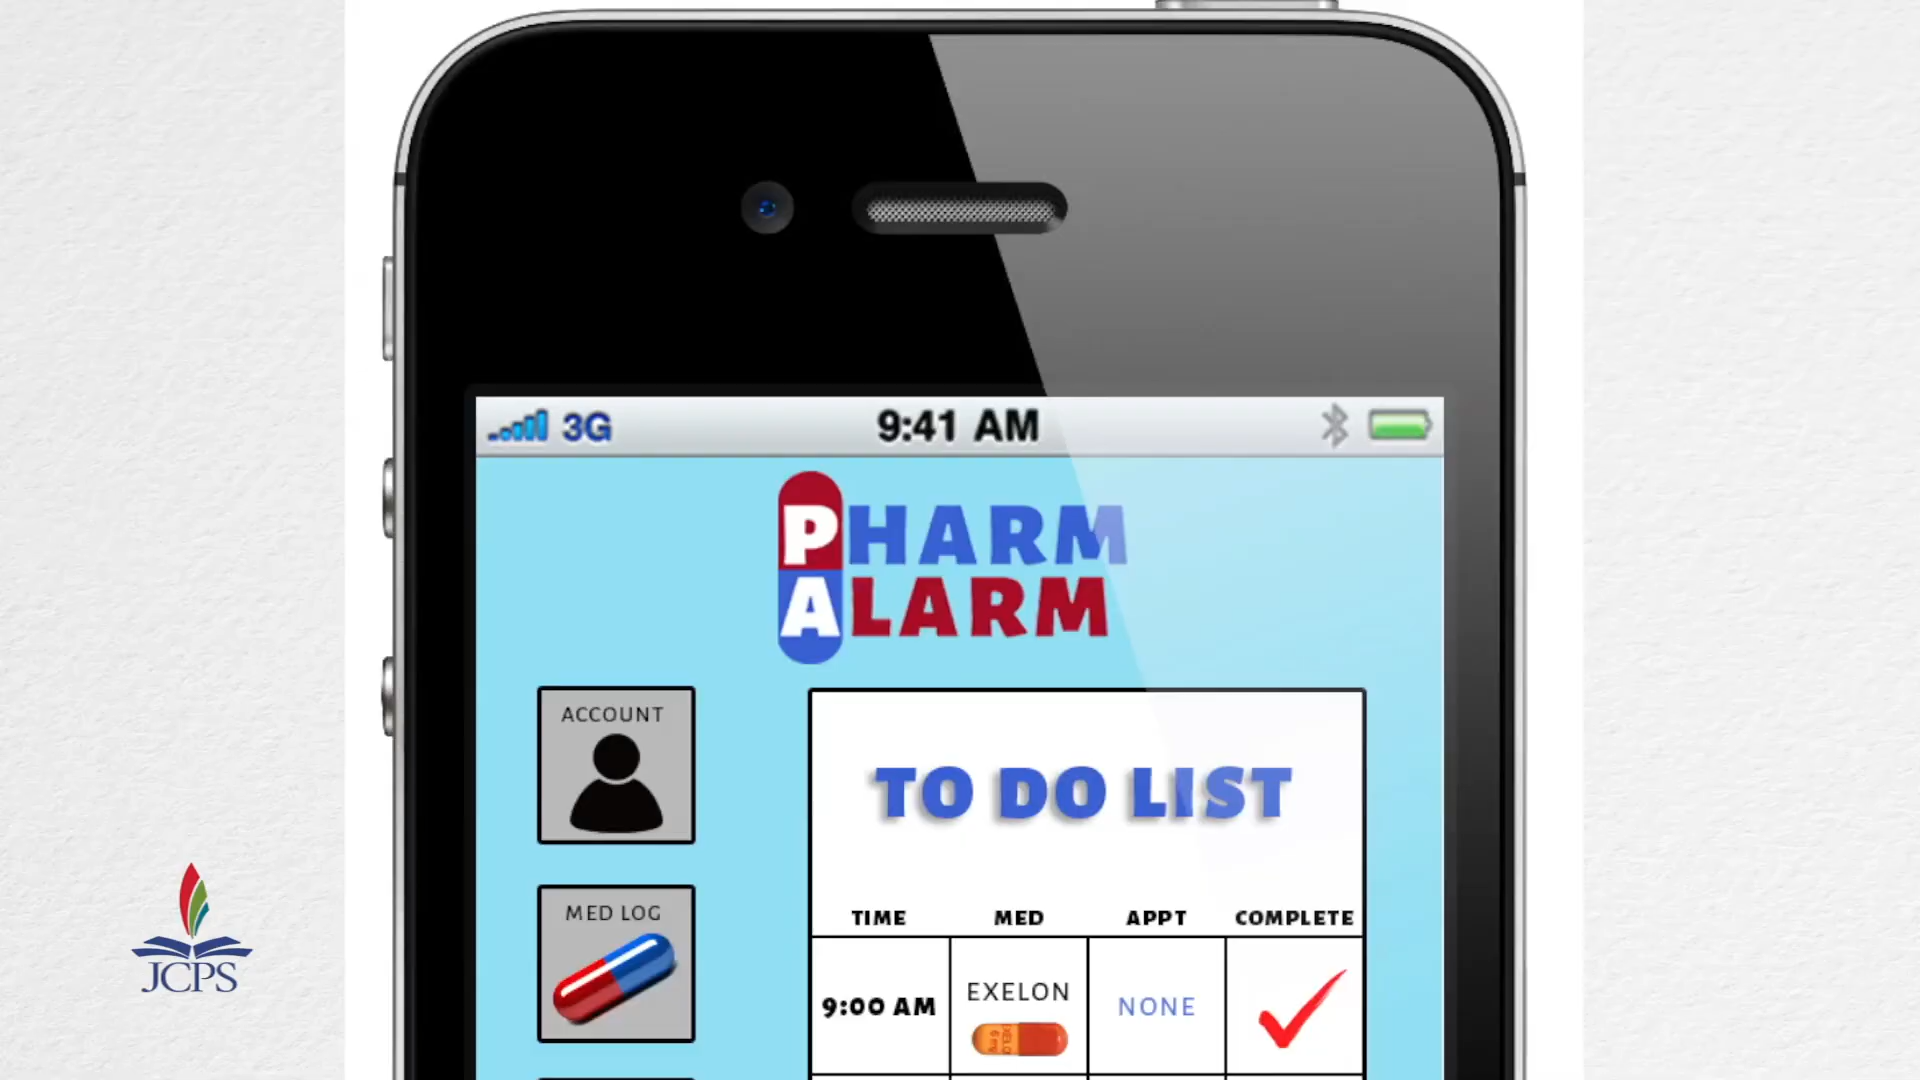 3G 9:41 AM
PHARM
ALARM
ACCOUNT
MED LOG
TO DO LIST
TIME MED APPT COMPLETE
9:00 AM EXELON NONE
JCPS